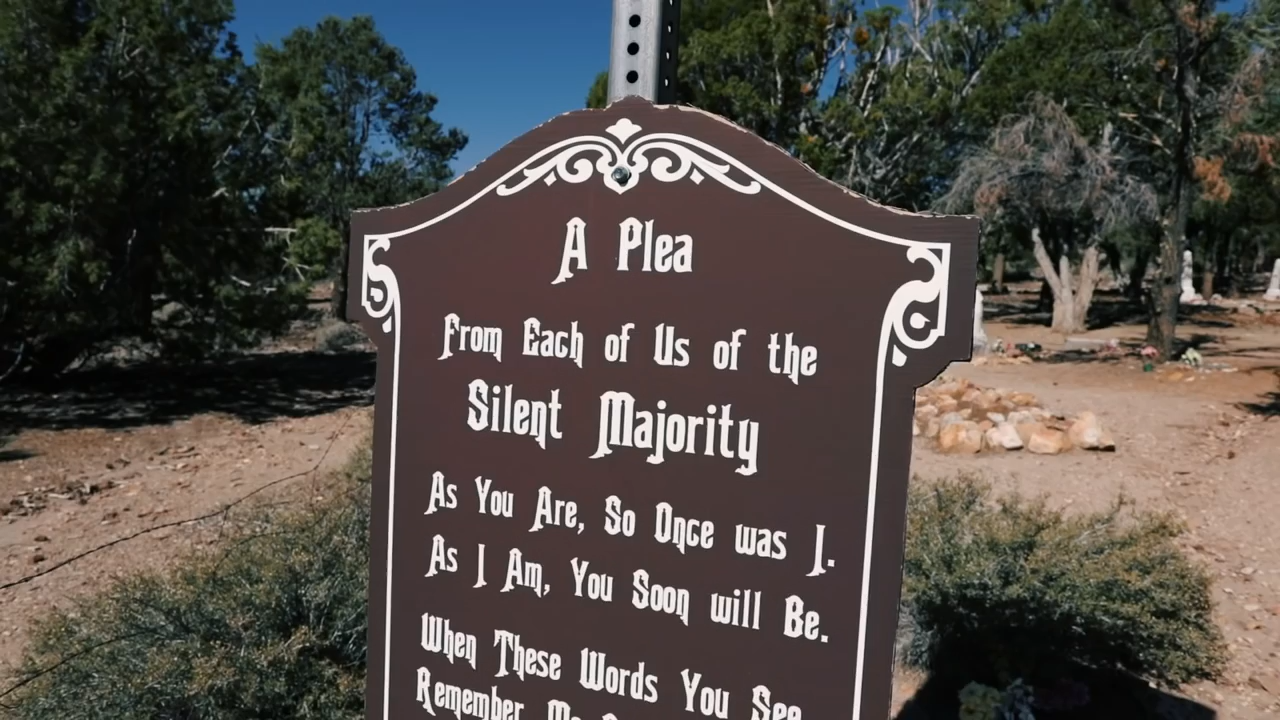 A Plea
From Each of Us of the
Silent Majority
As You Are, So Once was I.
As I Am, You Soon will Be.
When These Words You See
Remember Me